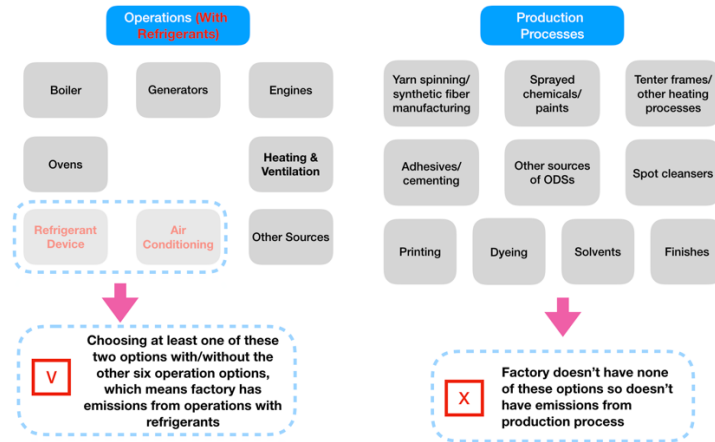 Operations (With
Refrigerants)
Production
Processes
Boiler
Generators
Engines
Yarn spinning/
synthetic fiber
manufacturing
Sprayed
chemicals/
paints
Tenter frames/
other heating
processes
Ovens
Heating &
Ventilation
Adhesives/
cementing
Other sources
of ODSs
Spot cleansers
Refrigerant
Device
Air
Conditioning
Other Sources
Printing
Dyeing
Solvents
Finishes
V
Choosing at least one of these
two options with/without the
other six operation options,
which means factory has
emissions from operations with
refrigerants
X
Factory doesn't have none
of these options so doesn't
have emissions from
production process